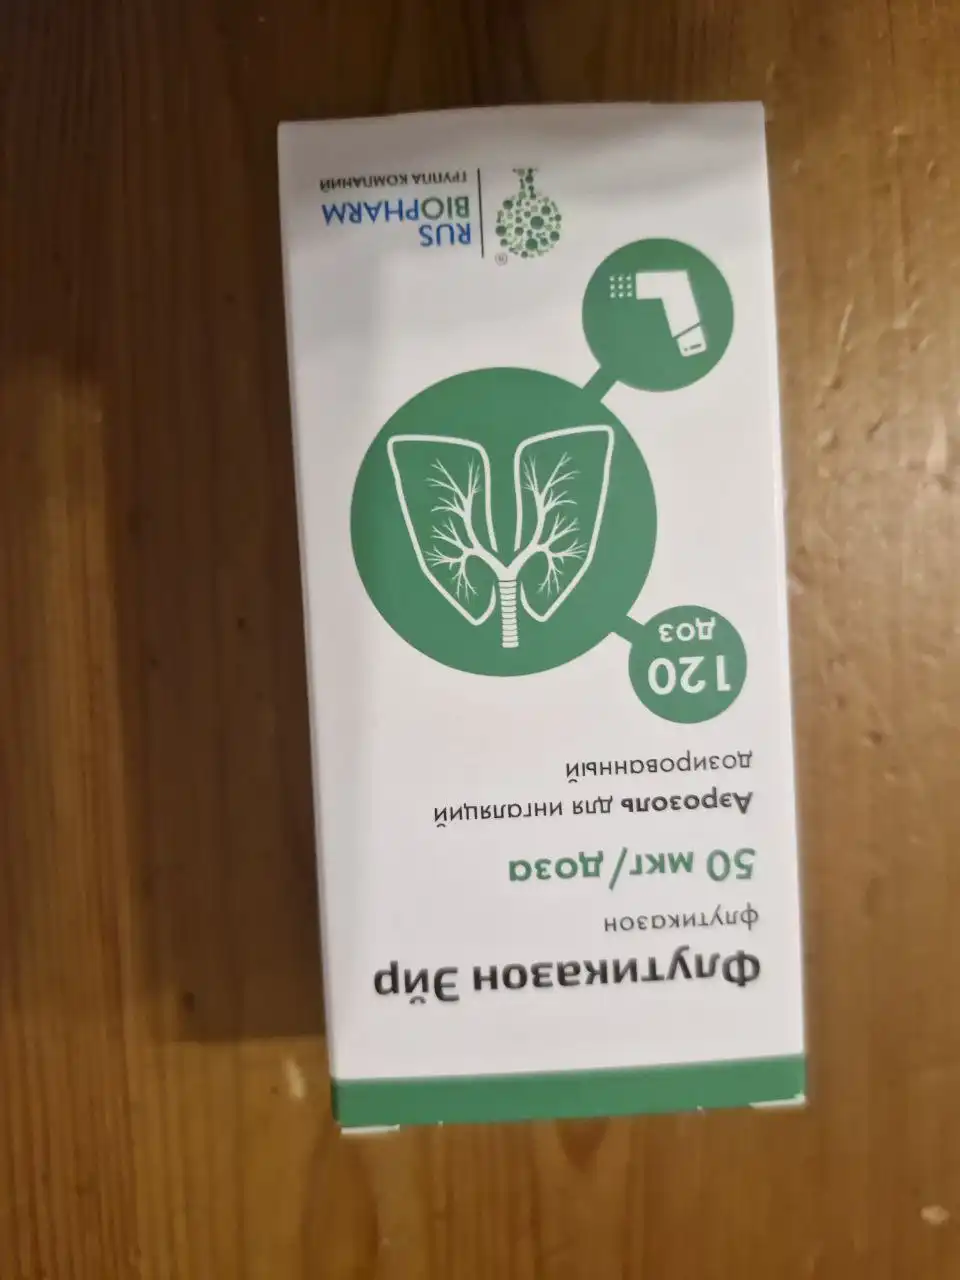 Флутиказон Эйр
флутиказон
50 мкг/доза
Аэрозоль для ингаляций
дозированный
120
доз
®
RUS
BIOPHARM
ГРУППА КОМПАНИЙ